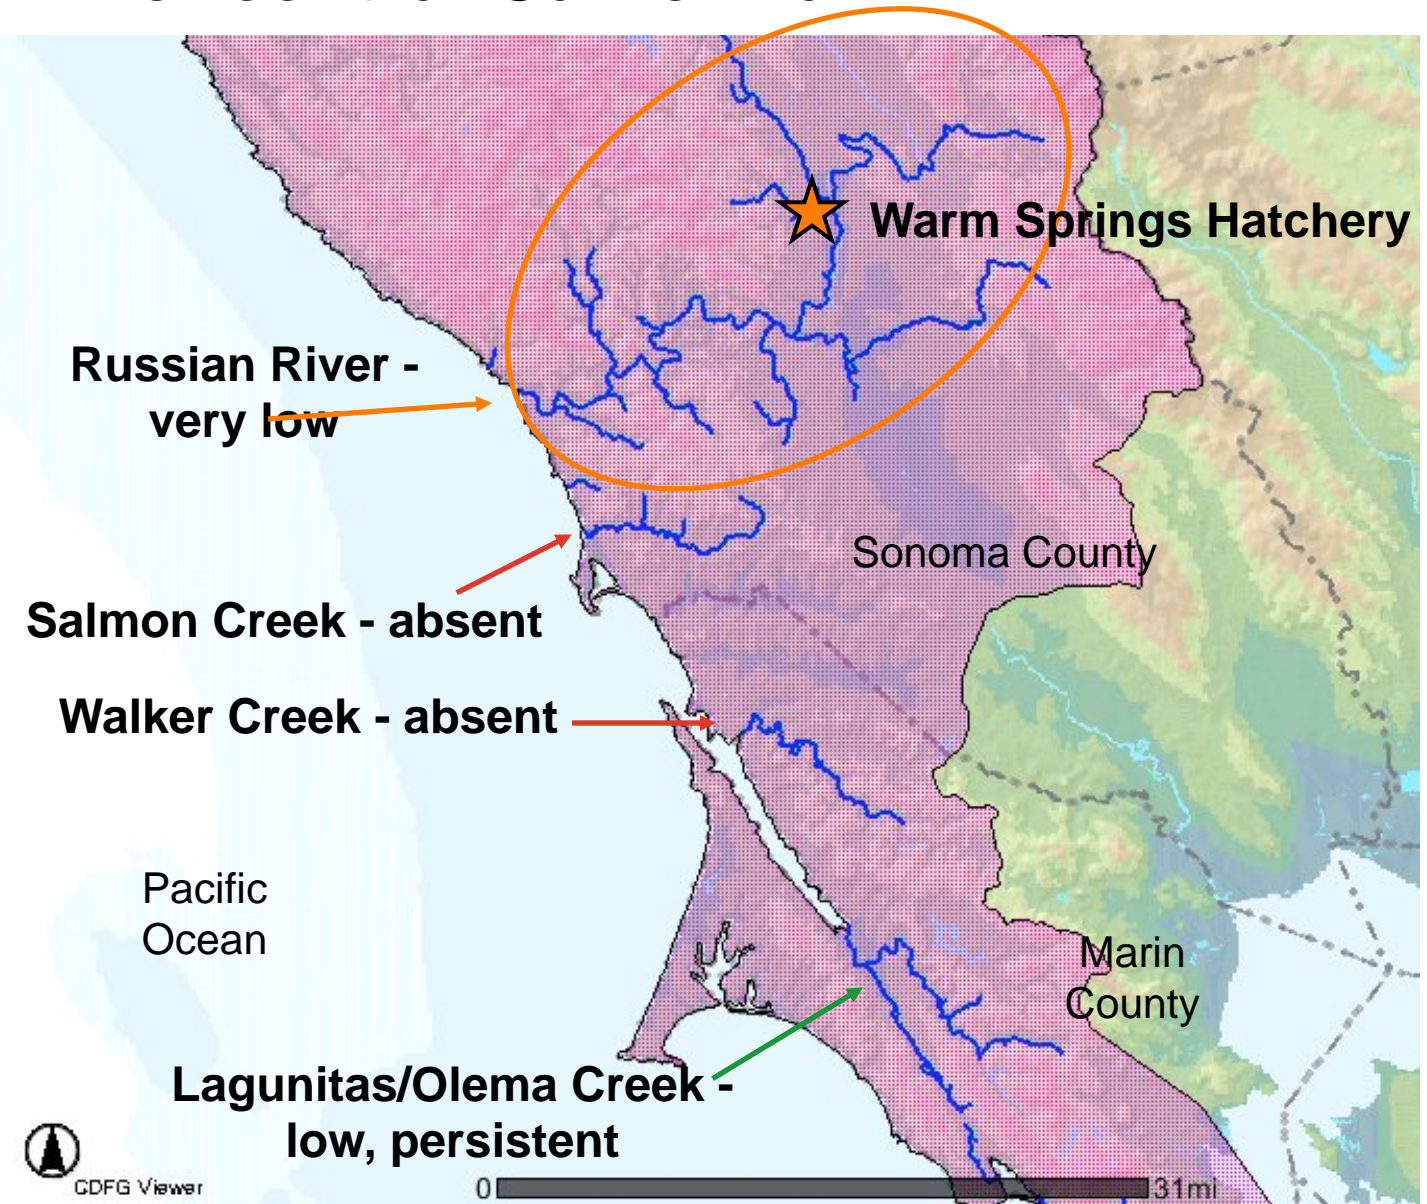 Warm Springs Hatchery
Russian River -
very low
Sonoma County
Salmon Creek - absent
Walker Creek - absent
Pacific
Ocean
Marin
County
Lagunitas/Olema Creek -
low, persistent
CDFG Viewer
0
31mi